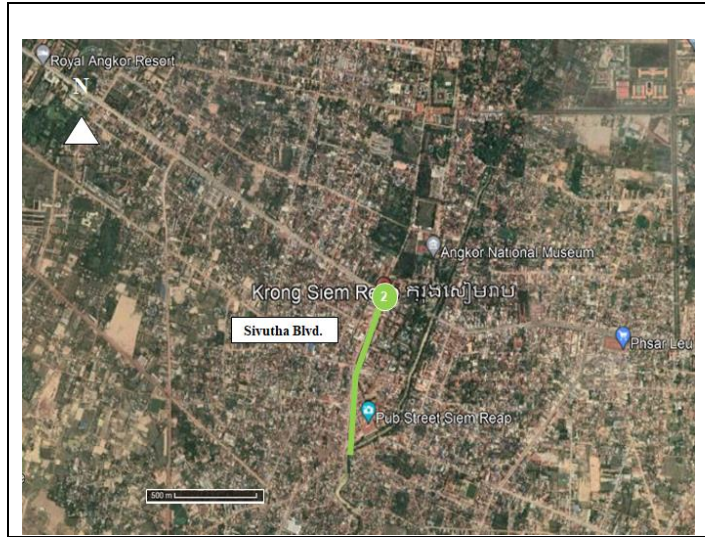 Royal Angkor Resort
N
Angkor National Museum
Krong Siem Reap ក្រុងសៀមរាប
2
Sivutha Blvd.
Phsar Leu
Pub Street Siem Reap
500 m